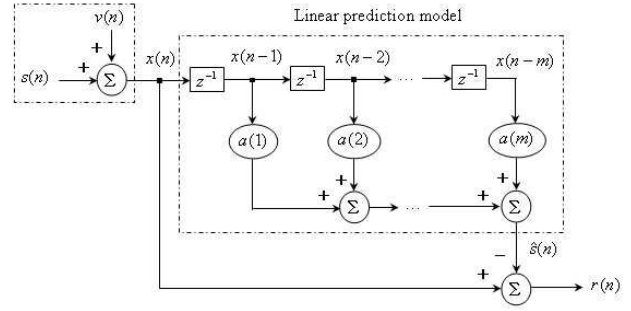 Linear prediction model
v(n)
+
s(n) + Σ x(n) z⁻¹ x(n−1) z⁻¹ x(n−2) ... z⁻¹ x(n−m)
a(1) a(2) a(m)
+ +
+ Σ ... + Σ
− ŝ(n)
+ Σ r(n)